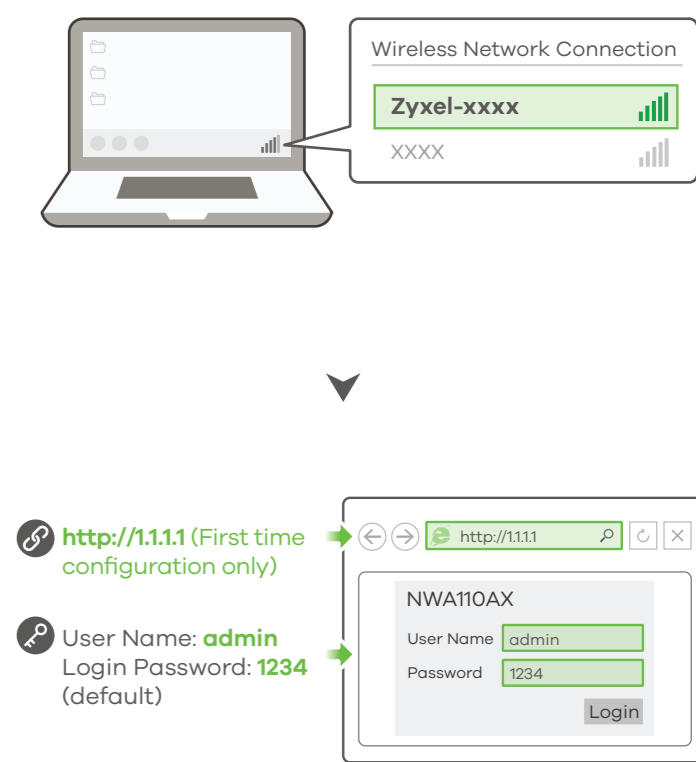 Wireless Network Connection
Zyxel-xxxx
XXXX
http://1.1.1.1 (First time
configuration only)
http://1.1.1.1
User Name: admin
Login Password: 1234
(default)
NWA110AX
User Name admin
Password 1234
Login